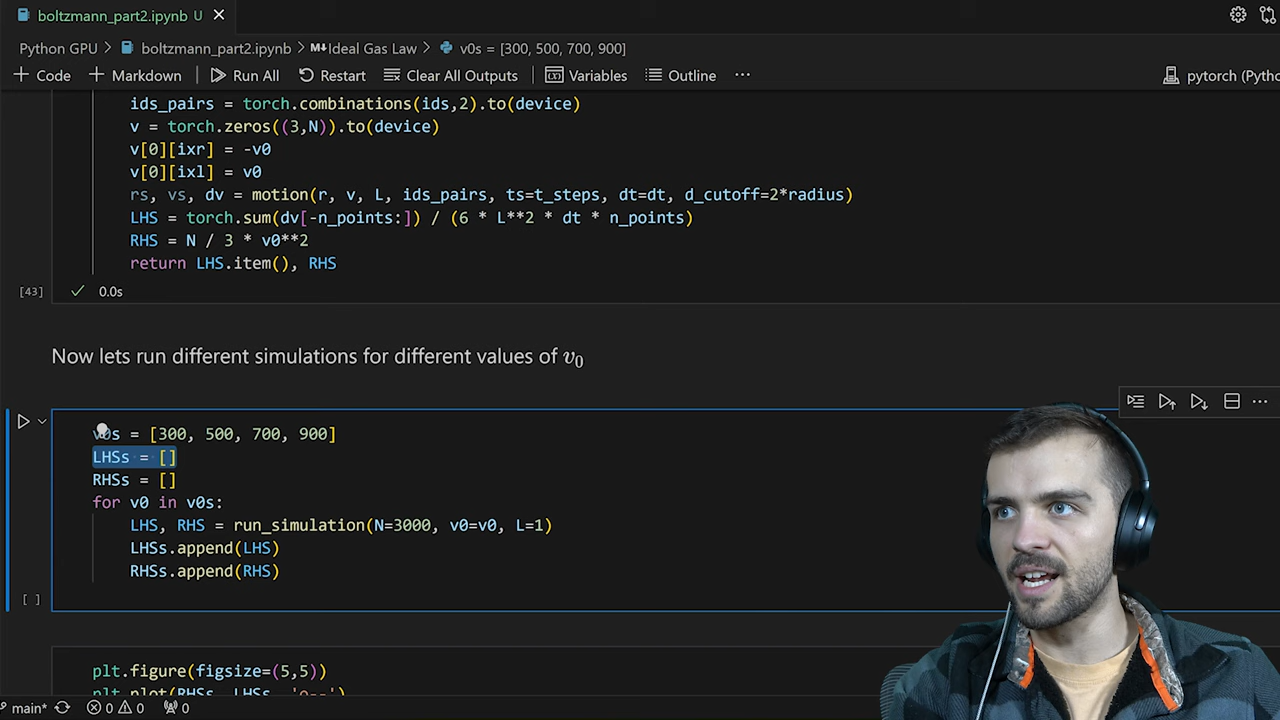 boltzmann_part2.ipynb U
Python GPU > boltzmann_part2.ipynb > Ideal Gas Law > v0s = [300, 500, 700, 900]
+ Code + Markdown Run All Restart Clear All Outputs Variables Outline ... pytorch (Pytho
ids_pairs = torch.combinations(ids,2).to(device)
v = torch.zeros((3,N)).to(device)
v[0][ixr] = -v0
v[0][ixl] = v0
rs, vs, dv = motion(r, v, L, ids_pairs, ts=t_steps, dt=dt, d_cutoff=2*radius)
LHS = torch.sum(dv[-n_points:]) / (6 * L**2 * dt * n_points)
RHS = N / 3 * v0**2
return LHS.item(), RHS
[43] ✓ 0.0s
Now lets run different simulations for different values of v₀
v0s = [300, 500, 700, 900]
LHSs = []
RHSs = []
for v0 in v0s:
LHS, RHS = run_simulation(N=3000, v0=v0, L=1)
LHSs.append(LHS)
RHSs.append(RHS)
[ ]
plt.figure(figsize=(5,5))
plt.plot(RHSs, LHSs, 'o--')
main* 0 0 0